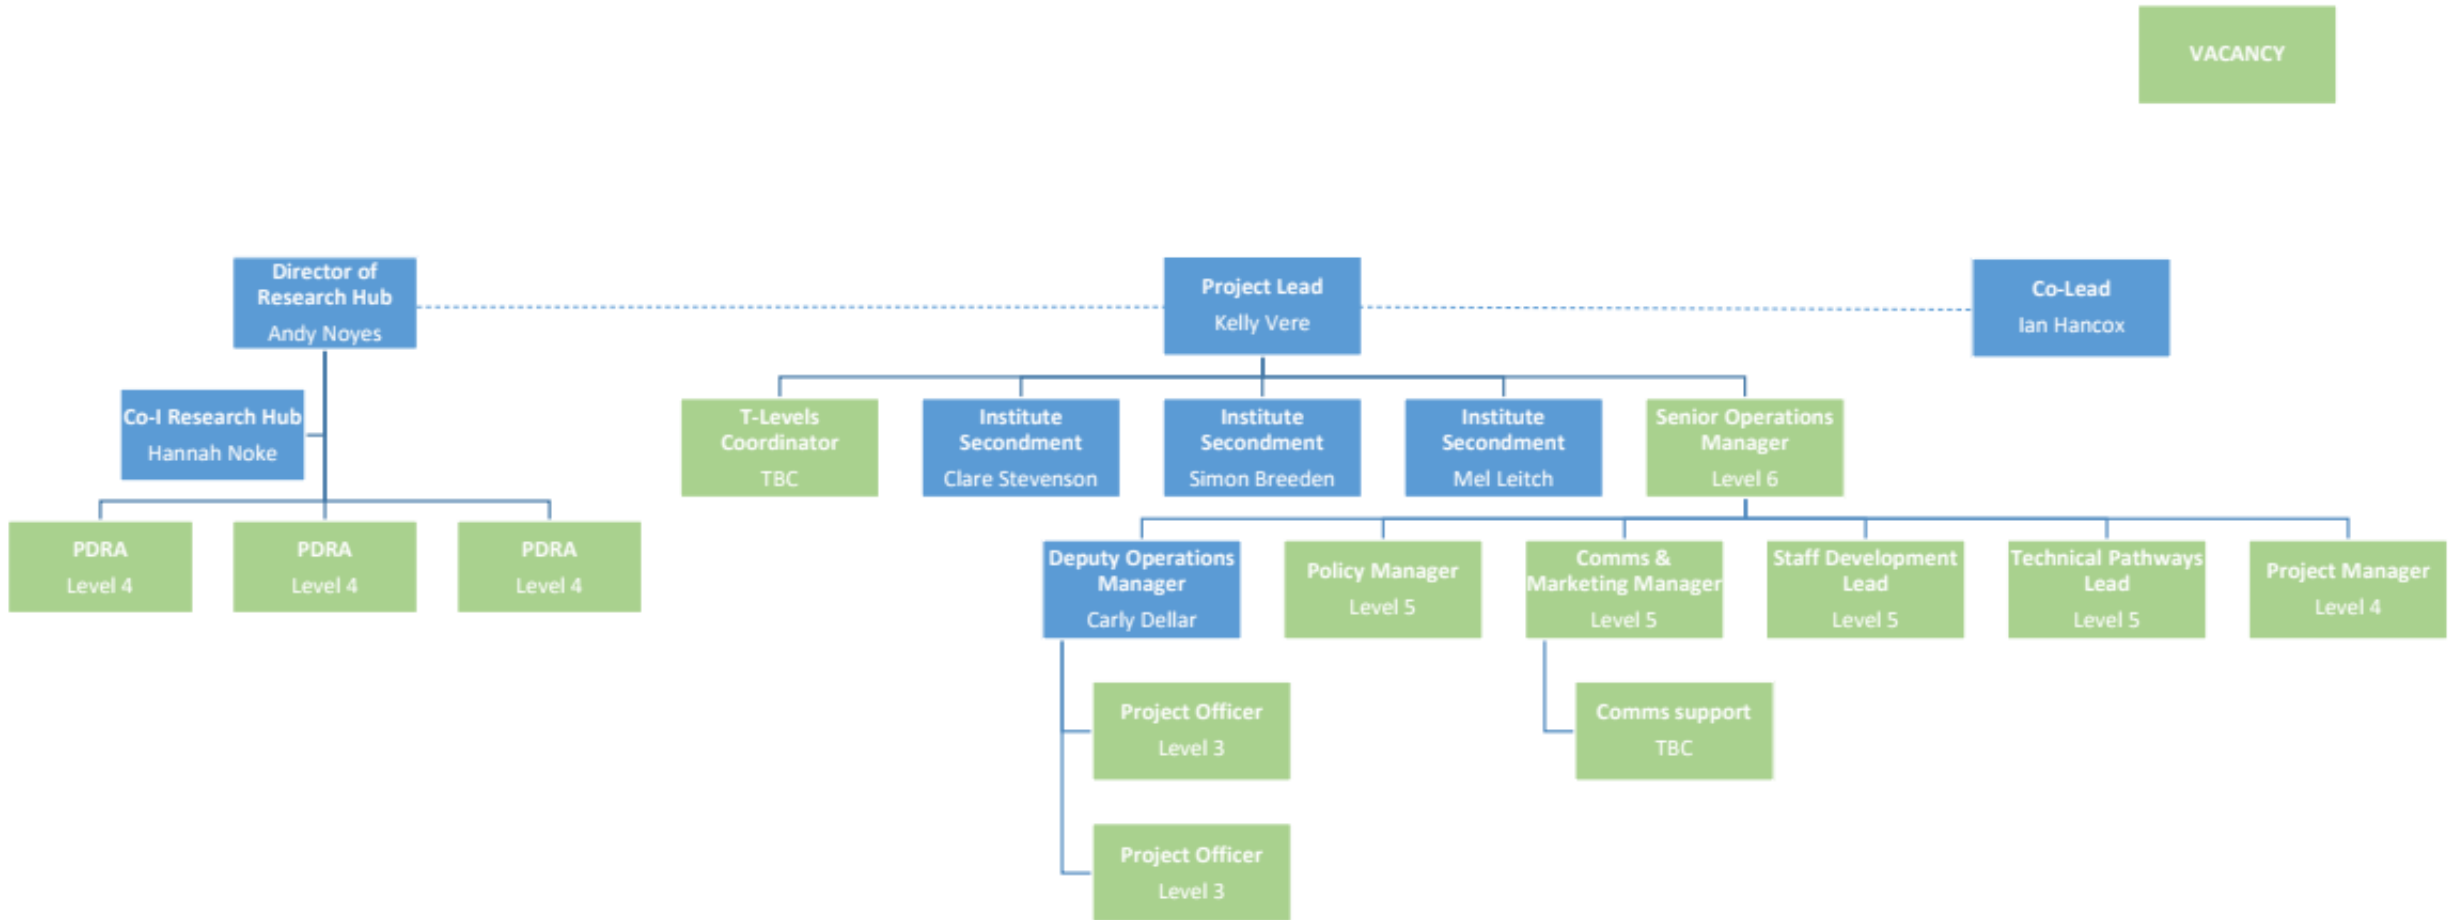 VACANCY
Director of
Research Hub
Andy Noyes
Project Lead
Kelly Vere
Co-Lead
Ian Hancox
Co-I Research Hub
Hannah Noke
T-Levels
Coordinator
TBC
Institute
Secondment
Clare Stevenson
Institute
Secondment
Simon Breeden
Institute
Secondment
Mel Leitch
Senior Operations
Manager
Level 6
PDRA
Level 4
PDRA
Level 4
PDRA
Level 4
Deputy Operations
Manager
Carly Dellar
Policy Manager
Level 5
Comms &
Marketing Manager
Level 5
Staff Development
Lead
Level 5
Technical Pathways
Lead
Level 5
Project Manager
Level 4
Project Officer
Level 3
Comms support
TBC
Project Officer
Level 3